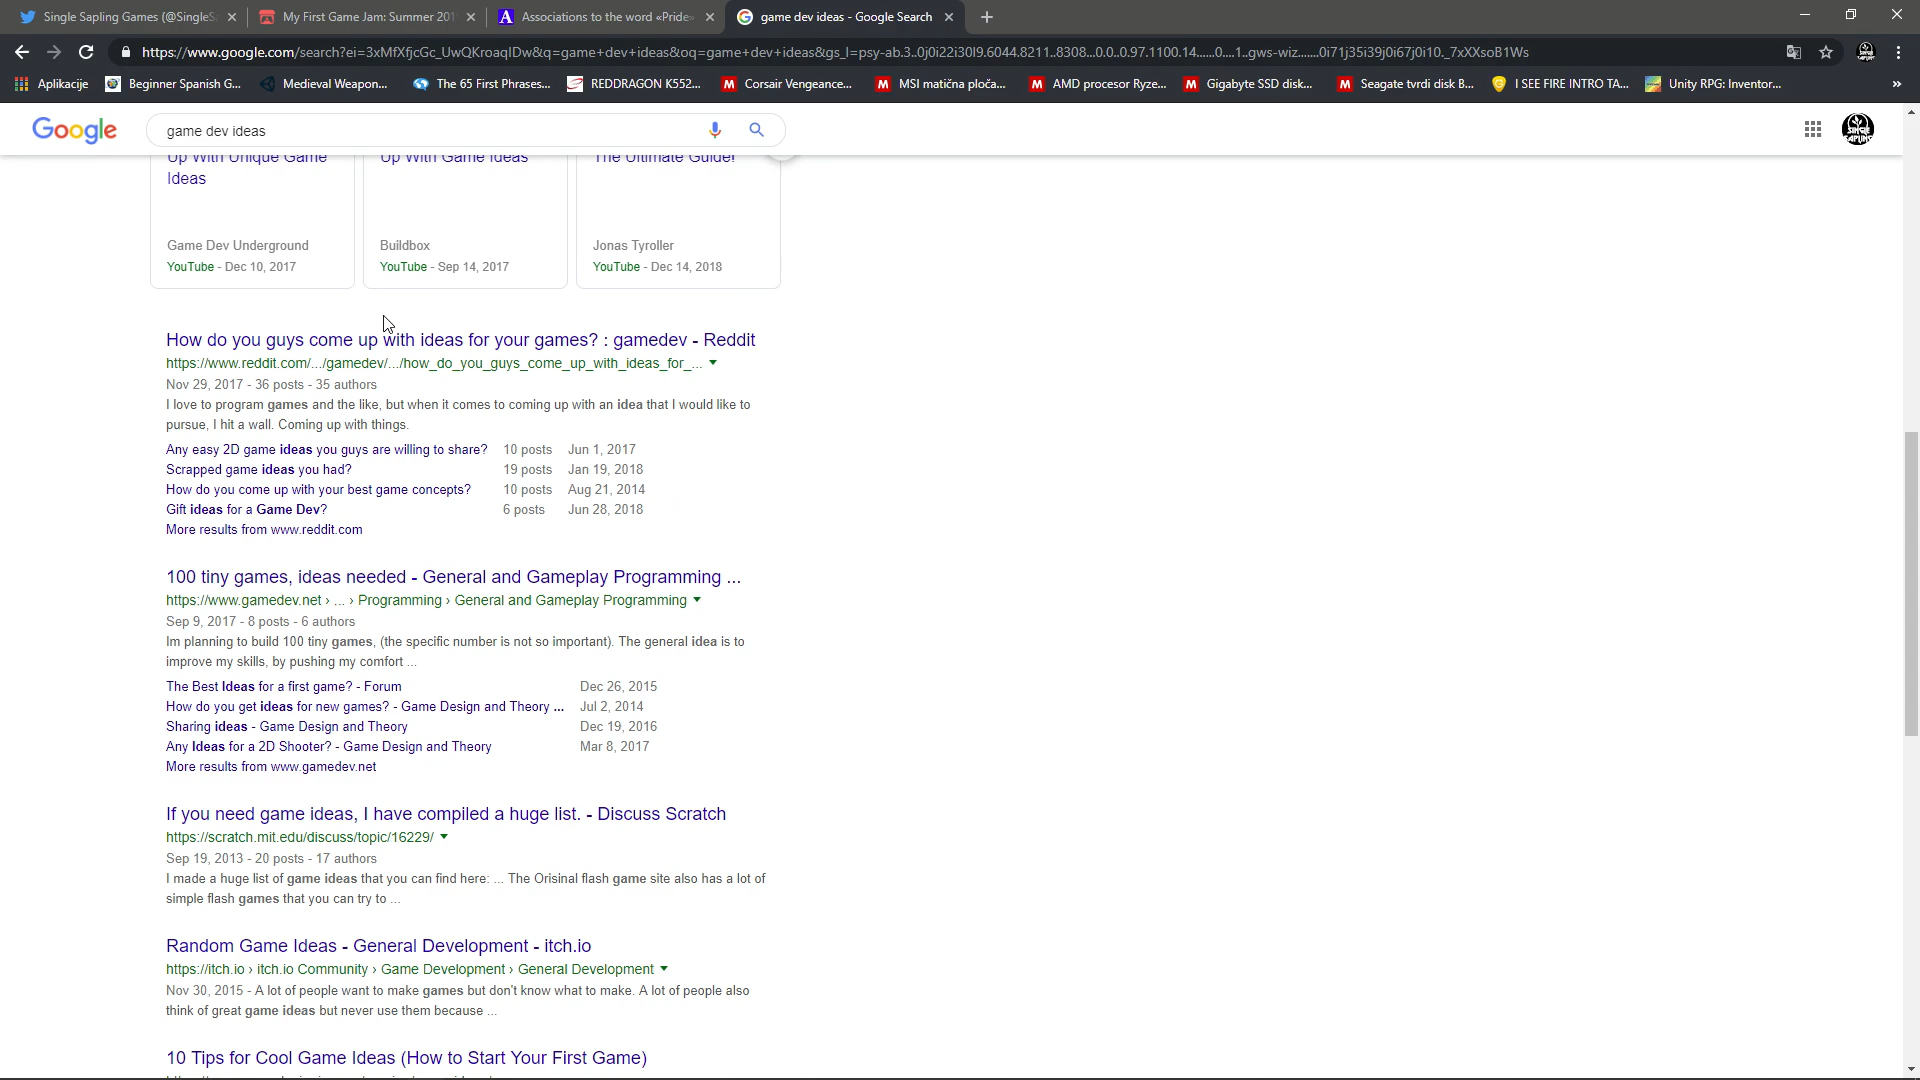 Single Sapling Games (@SingleSa
My First Game Jam: Summer 201
Associations to the word «Pride»
game dev ideas - Google Search
https://www.google.com/search?ei=3xMfXfjcGc_UwQKroaqIDw&q=game+dev+ideas&oq=game+dev+ideas&gs_l=psy-ab.3..0j0i22i30l9.6044.8211..8308...0.0..0.97.1100.14......0....1..gws-wiz.......0i71j35i39j0i67j0i10._7xXXsoB1Ws
Aplikacije
Beginner Spanish G...
Medieval Weapon...
The 65 First Phrases...
REDDRAGON K552...
Corsair Vengeance...
MSI matična ploča...
AMD procesor Ryze...
Gigabyte SSD disk...
Seagate tvrdi disk B...
I SEE FIRE INTRO TA...
Unity RPG: Inventor...
»
Google
game dev ideas
Up With Unique Game
Ideas
Game Dev Underground
YouTube - Dec 10, 2017
Up With Game Ideas
Buildbox
YouTube - Sep 14, 2017
The Ultimate Guide!
Jonas Tyroller
YouTube - Dec 14, 2018
How do you guys come up with ideas for your games? : gamedev - Reddit
https://www.reddit.com/.../gamedev/.../how_do_you_guys_come_up_with_ideas_for_...
Nov 29, 2017 - 36 posts - 35 authors
I love to program games and the like, but when it comes to coming up with an idea that I would like to
pursue, I hit a wall. Coming up with things.
Any easy 2D game ideas you guys are willing to share? 10 posts Jun 1, 2017
Scrapped game ideas you had? 19 posts Jan 19, 2018
How do you come up with your best game concepts? 10 posts Aug 21, 2014
Gift ideas for a Game Dev? 6 posts Jun 28, 2018
More results from www.reddit.com
100 tiny games, ideas needed - General and Gameplay Programming ...
https://www.gamedev.net › ... › Programming › General and Gameplay Programming
Sep 9, 2017 - 8 posts - 6 authors
Im planning to build 100 tiny games, (the specific number is not so important). The general idea is to
improve my skills, by pushing my comfort ...
The Best Ideas for a first game? - Forum Dec 26, 2015
How do you get ideas for new games? - Game Design and Theory ... Jul 2, 2014
Sharing ideas - Game Design and Theory Dec 19, 2016
Any Ideas for a 2D Shooter? - Game Design and Theory Mar 8, 2017
More results from www.gamedev.net
If you need game ideas, I have compiled a huge list. - Discuss Scratch
https://scratch.mit.edu/discuss/topic/16229/
Sep 19, 2013 - 20 posts - 17 authors
I made a huge list of game ideas that you can find here: ... The Orisinal flash game site also has a lot of
simple flash games that you can try to ...
Random Game Ideas - General Development - itch.io
https://itch.io › itch.io Community › Game Development › General Development
Nov 30, 2015 - A lot of people want to make games but don't know what to make. A lot of people also
think of great game ideas but never use them because ...
10 Tips for Cool Game Ideas (How to Start Your First Game)